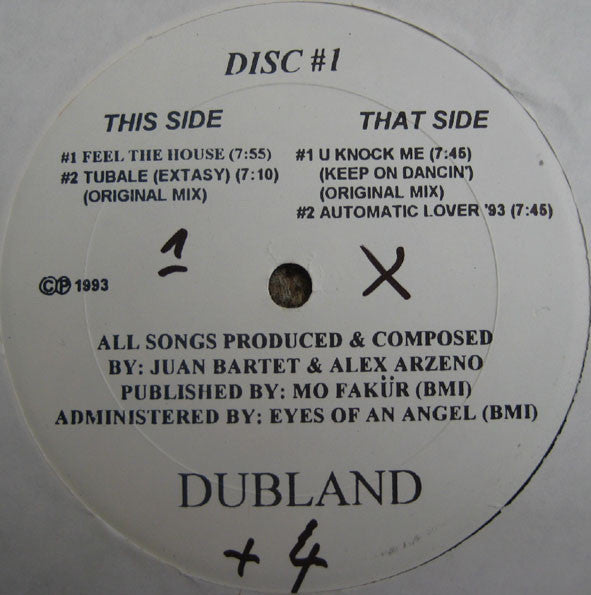 DISC #1
THIS SIDE
#1 FEEL THE HOUSE (7:55)
#2 TUBALE (EXTASY) (7:10)
(ORIGINAL MIX)
THAT SIDE
#1 U KNOCK ME (7:45)
(KEEP ON DANCIN')
(ORIGINAL MIX)
#2 AUTOMATIC LOVER '93 (7:45)
1
X
©℗ 1993
ALL SONGS PRODUCED & COMPOSED
BY: JUAN BARTET & ALEX ARZENO
PUBLISHED BY: MO FAKÜR (BMI)
ADMINISTERED BY: EYES OF AN ANGEL (BMI)
DUBLAND
+ 4